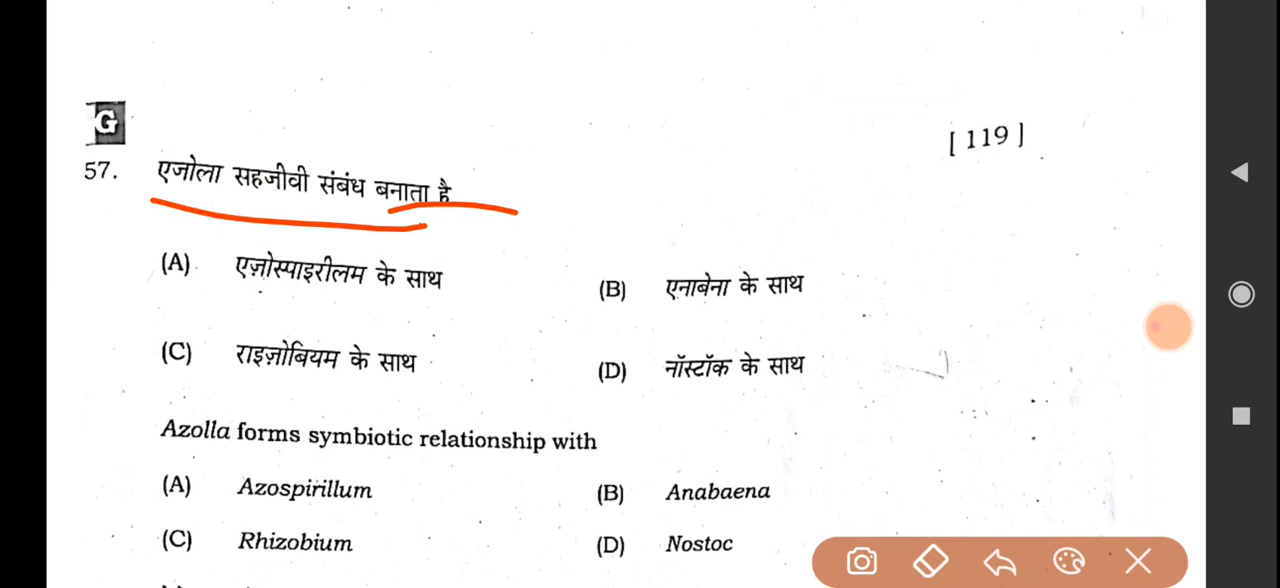 G
[ 119 ]
57. एजोला सहजीवी संबंध बनाता है
(A) एज़ोस्पाइरीलम के साथ
(B) एनाबेना के साथ
(C) राइज़ोबियम के साथ
(D) नॉस्टॉक के साथ
Azolla forms symbiotic relationship with
(A) Azospirillum
(B) Anabaena
(C) Rhizobium
(D) Nostoc